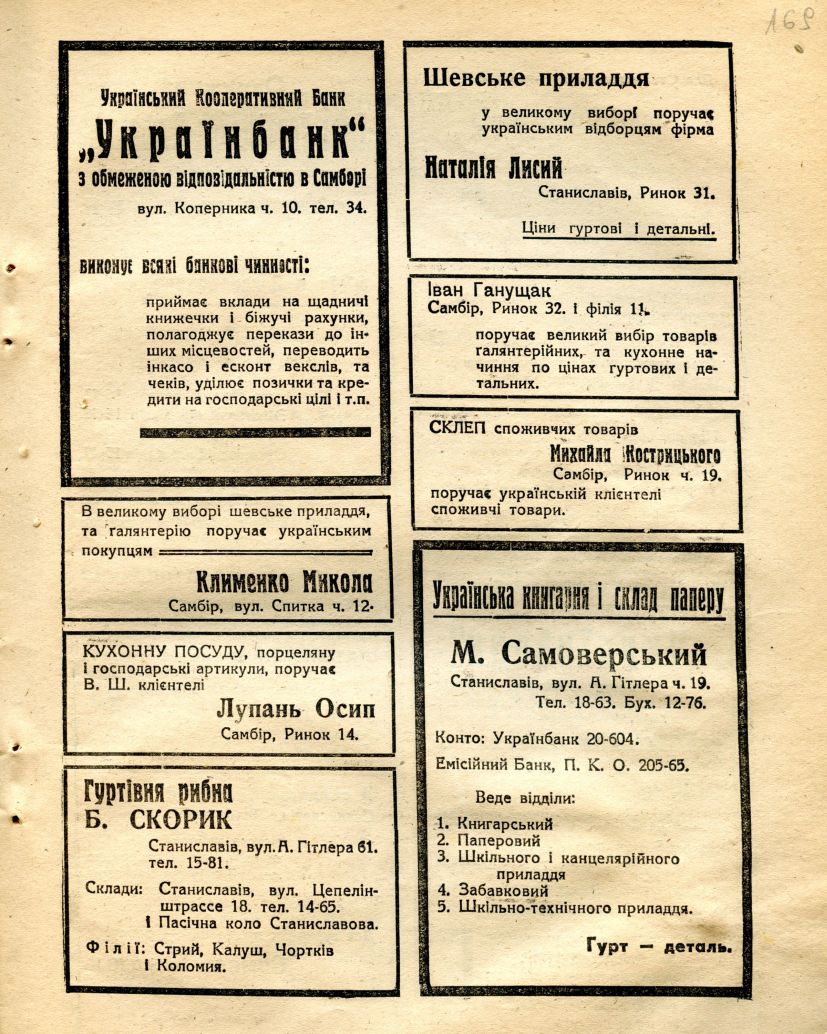 169
Український Кооперативний Банк
„Українбанк“
з обмеженою відповідальністю в Самборі
вул. Коперника ч. 10. тел. 34.
виконує всякі банкові чинності:
приймає вклади на щадничі
книжечки і біжучі рахунки,
полагоджує перекази до ін-
ших місцевостей, переводить
інкасо і есконт векслів, та
чеків, уділює позички та кре-
дити на господарські цілі і т.п.
В великому виборі шевське приладдя,
та ґалянтерію поручає українським
покупцям
Клименко Микола
Самбір, вул. Спитка ч. 12.
КУХОННУ ПОСУДУ, порцеляну
і господарські артикули, поручає
В. Ш. клієнтелі
Лупань Осип
Самбір, Ринок 14.
Гуртівня рибна
Б. СКОРИК
Станиславів, вул. А. Гітлера 61.
тел. 15-81.
Склади: Станиславів, вул. Цепелін-
штрассе 18. тел. 14-65.
і Пасічна коло Станиславова.
Філії: Стрий, Калуш, Чортків
і Коломия.
Шевське приладдя
у великому виборі поручає
українським відборцям фірма
Наталія Лисий
Станиславів, Ринок 31.
Ціни гуртові і детальні.
Іван Ганущак
Самбір, Ринок 32. і філія 11.
поручає великий вибір товарів
ґалянтерійних, та кухонне на-
чиння по цінах гуртових і де-
тальних.
СКЛЕП споживчих товарів
Михайла Кострицького
Самбір, Ринок ч. 19.
поручає українській клієнтелі
споживчі товари.
Українська книгарня і склад паперу
М. Самоверський
Станиславів, вул. А. Гітлера ч. 19.
Тел. 18-63. Бух. 12-76.
Конто: Українбанк 20-604.
Емісійний Банк, П. К. О. 205-65.
Веде відділи:
1. Книгарський
2. Паперовий
3. Шкільного і канцелярійного
приладдя
4. Забавковий
5. Шкільно-технічного приладдя.
Гурт — деталь.